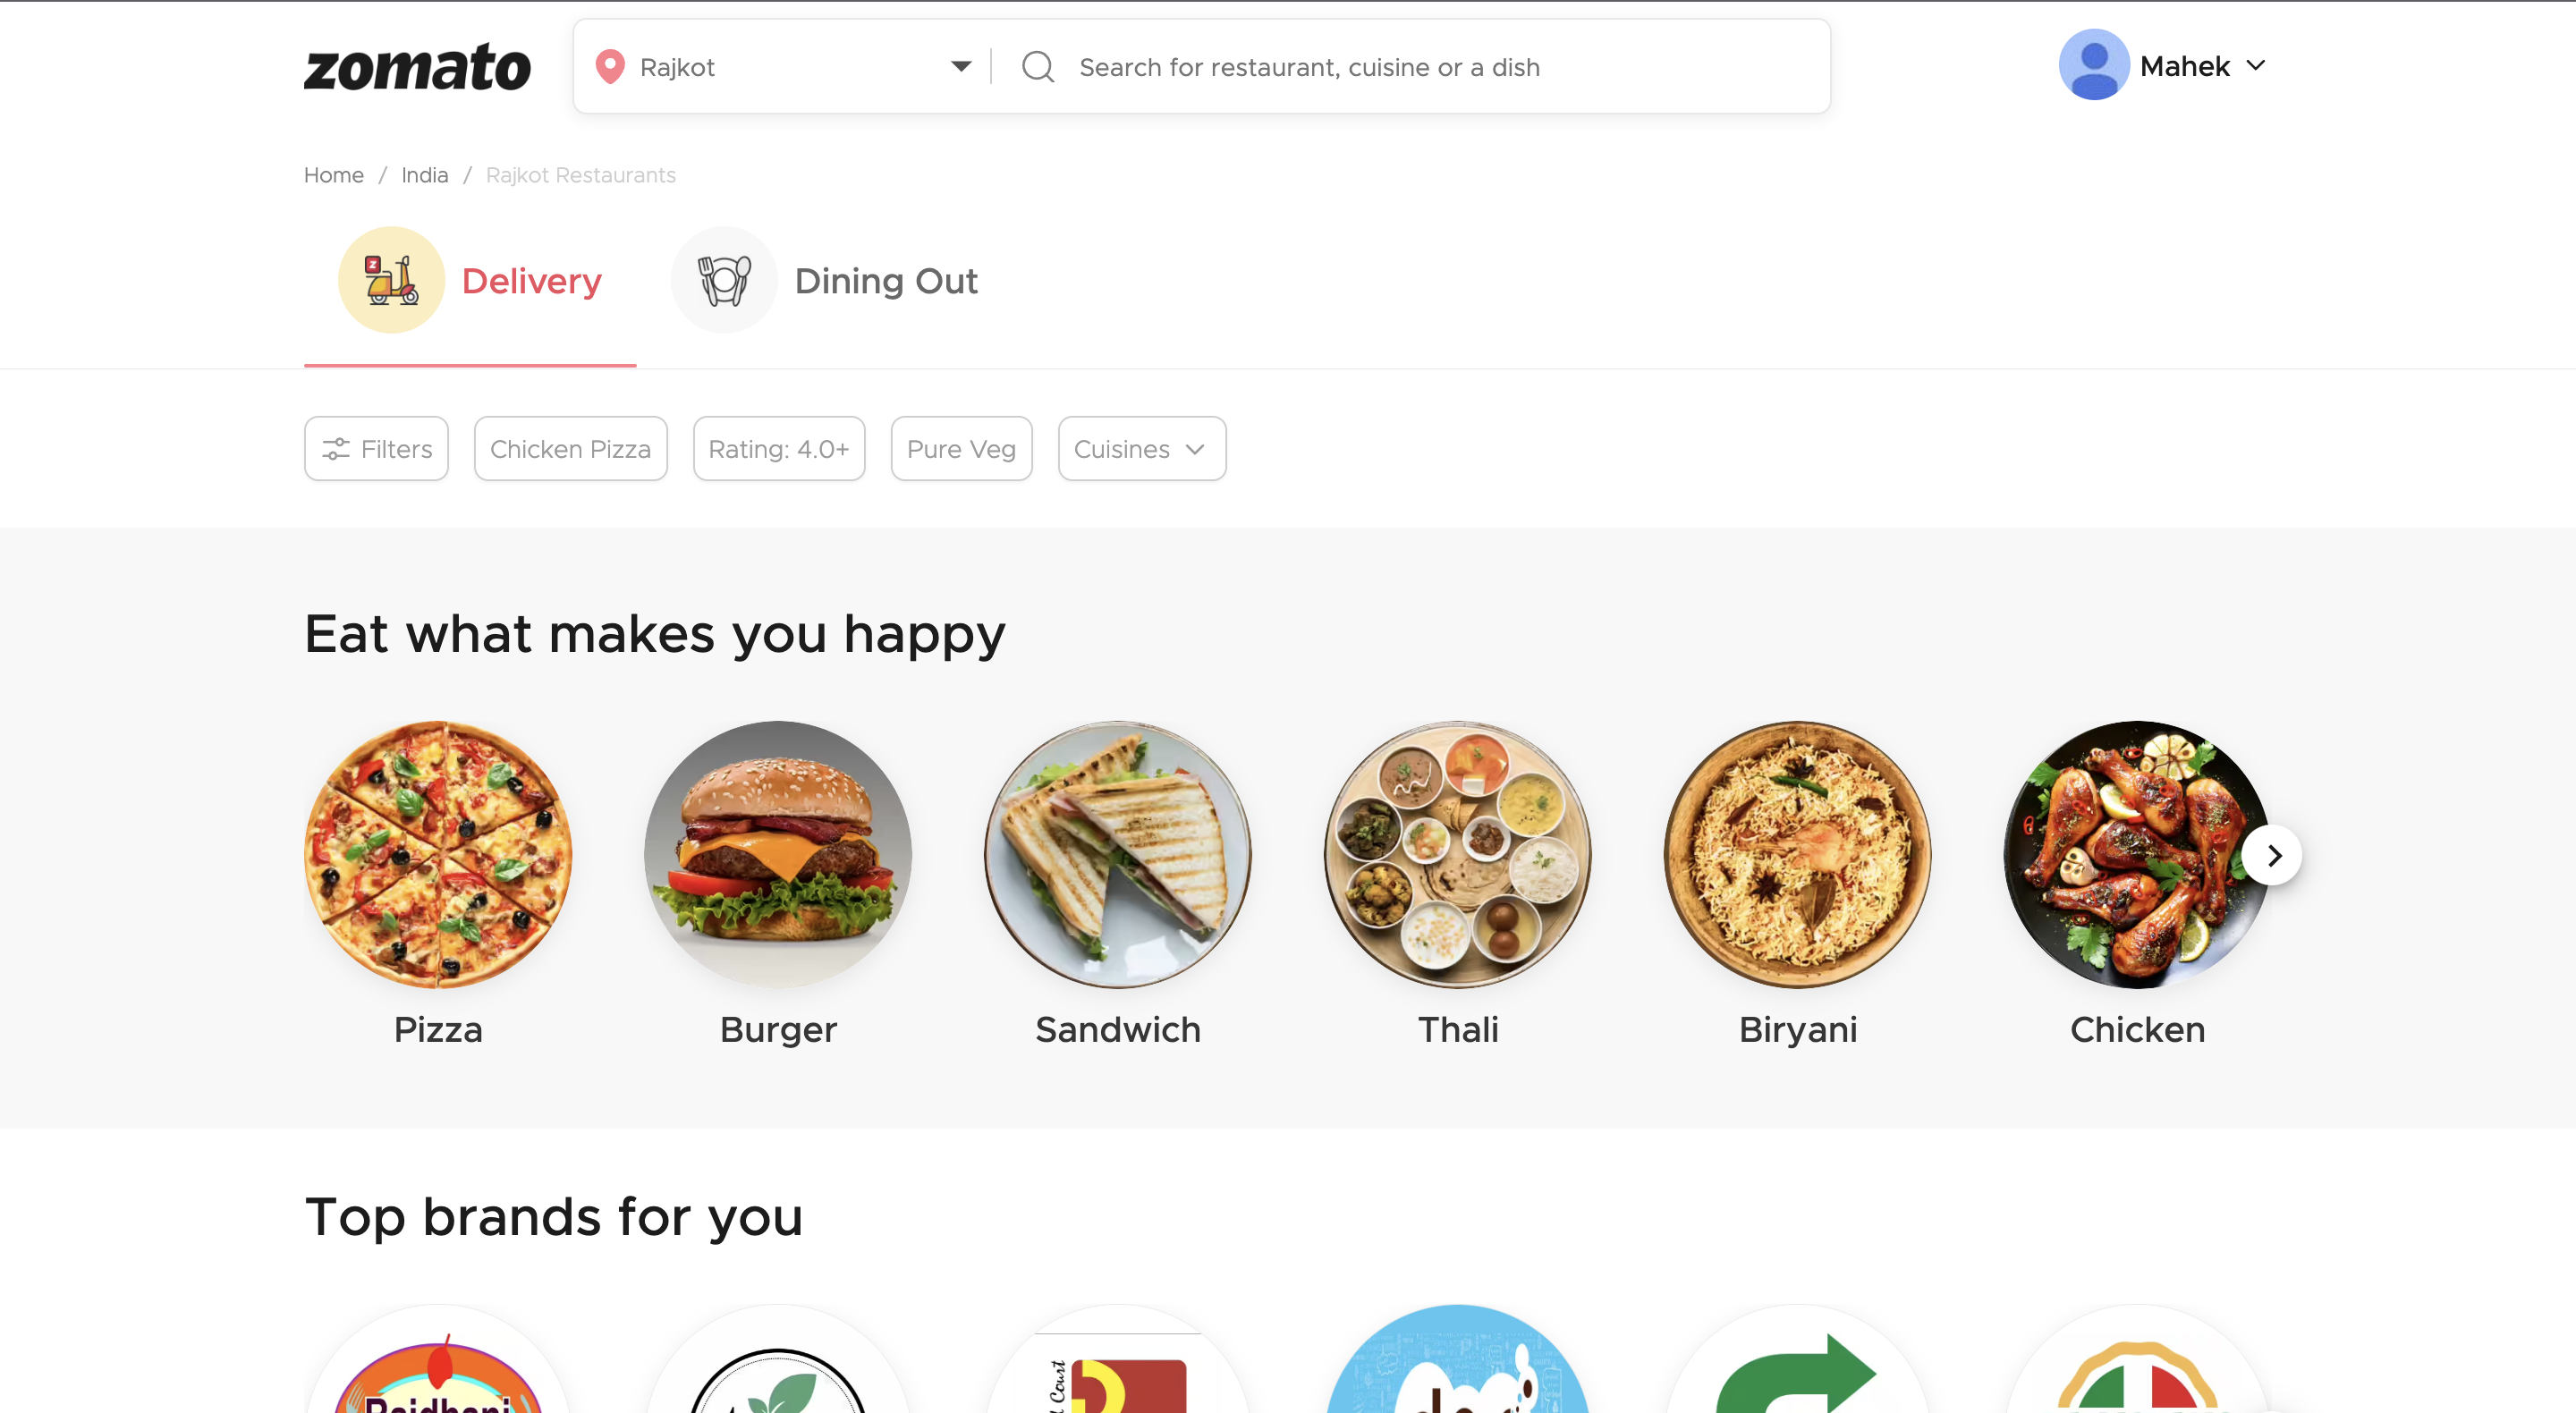 zomato
Rajkot
Search for restaurant, cuisine or a dish
Mahek
Home / India / Rajkot Restaurants
Delivery
Dining Out
Filters
Chicken Pizza
Rating: 4.0+
Pure Veg
Cuisines
Eat what makes you happy
Pizza
Burger
Sandwich
Thali
Biryani
Chicken
Top brands for you
Court